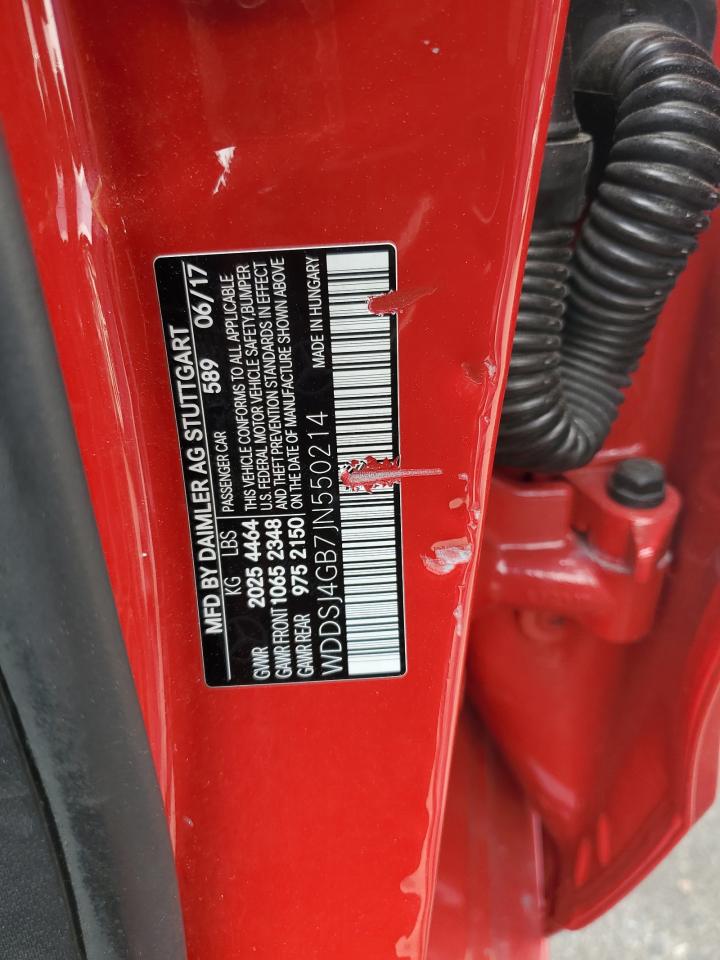 MFD BY DAIMLER AG STUTTGART
KG LBS PASSENGER CAR 589 06/17
GVWR 2025 4464 THIS VEHICLE CONFORMS TO ALL APPLICABLE
U.S. FEDERAL MOTOR VEHICLE SAFETY, BUMPER
GAWR FRONT 1065 2348 AND THEFT PREVENTION STANDARDS IN EFFECT
GAWR REAR 975 2150 ON THE DATE OF MANUFACTURE SHOWN ABOVE
WDDSJ4GB7JN550214 MADE IN HUNGARY